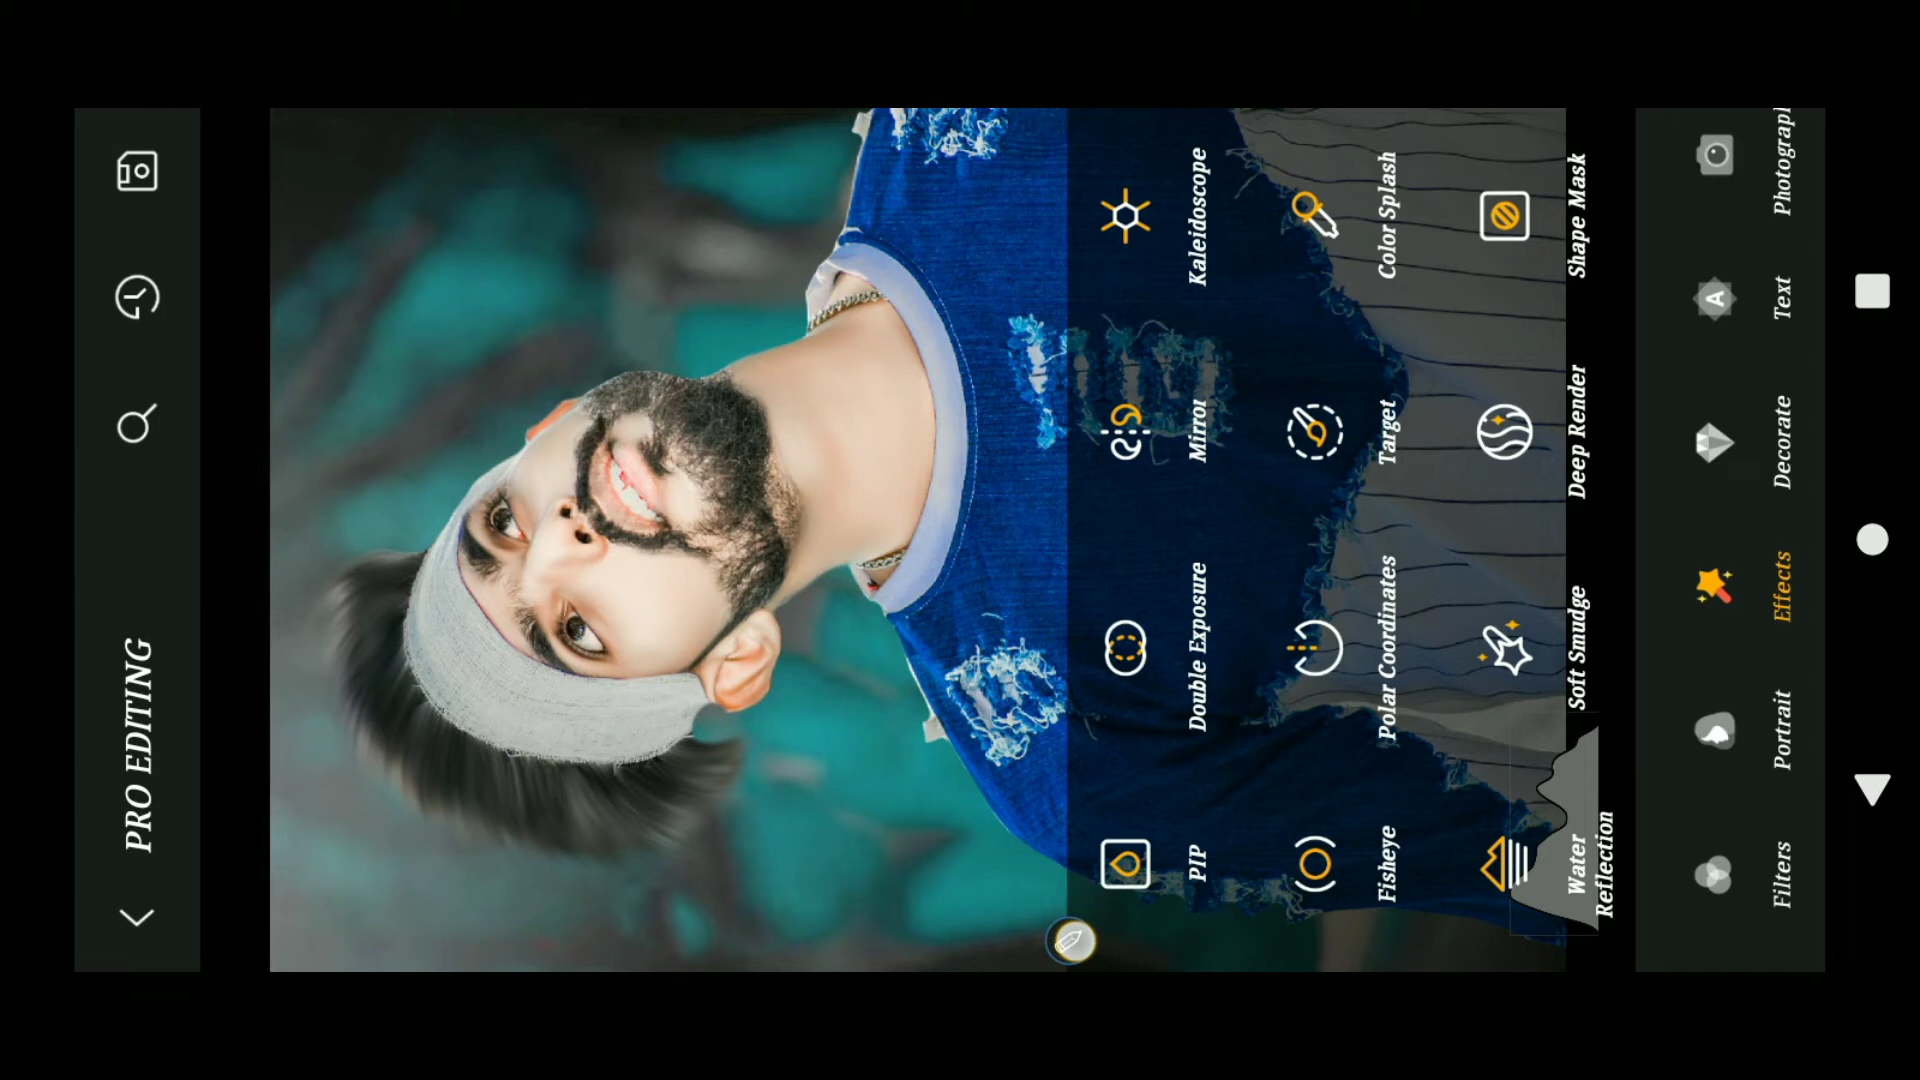 PRO EDITING
PIP
Double Exposure
Mirror
Kaleidoscope
Fisheye
Polar Coordinates
Target
Color Splash
Water
Reflection
Soft Smudge
Deep Render
Shape Mask
Filters
Portrait
Effects
Decorate
Text
Photograph